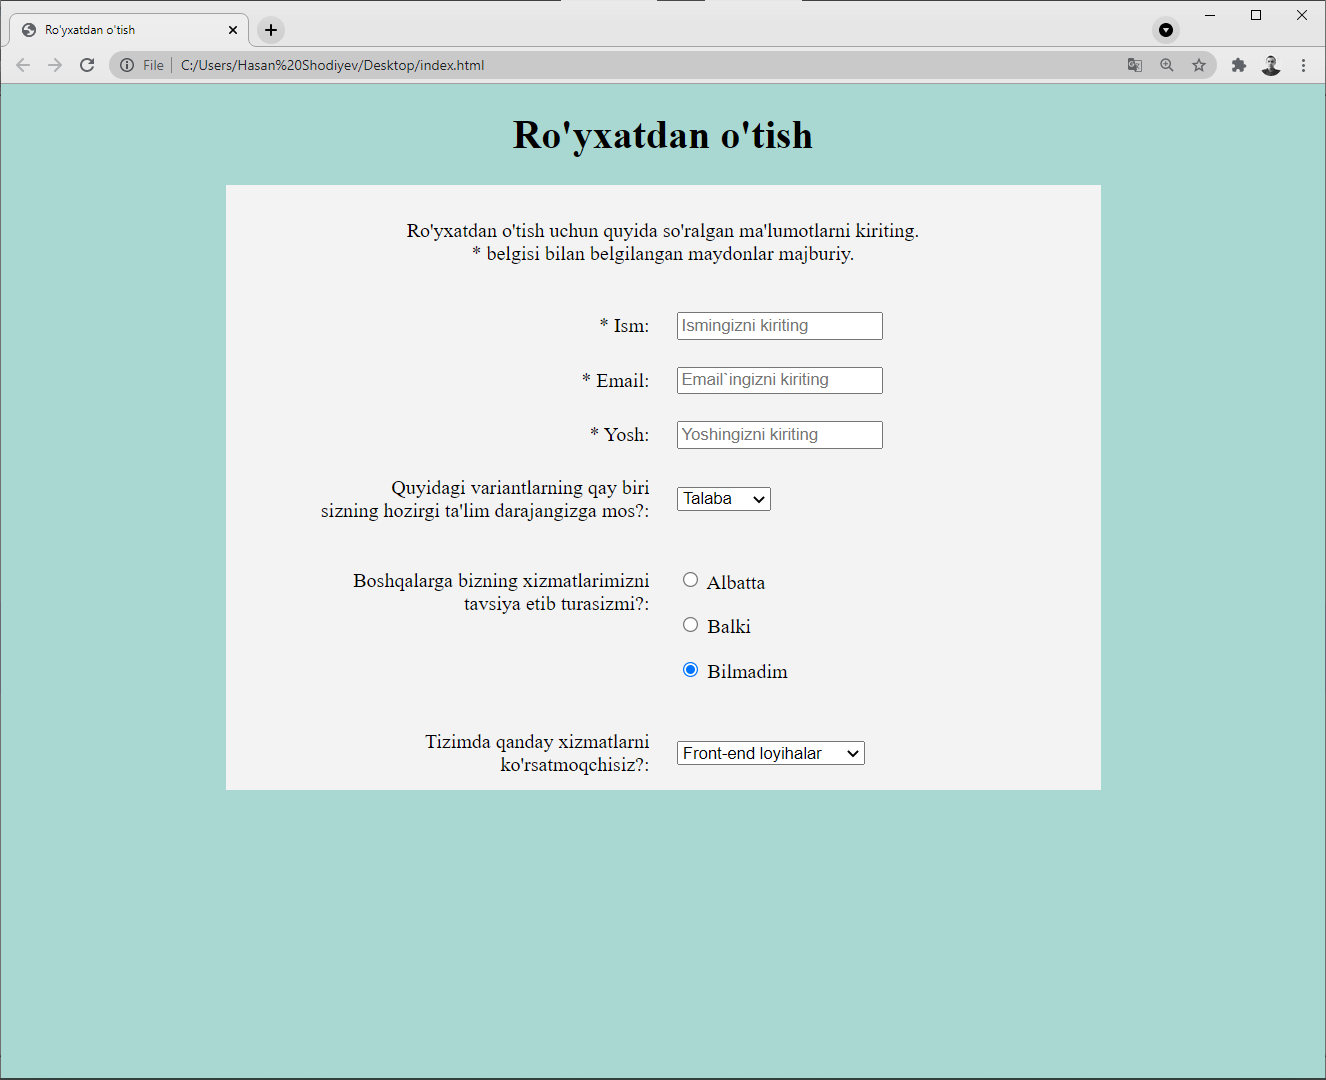 Ro'yxatdan o'tish
File C:/Users/Hasan%20Shodiyev/Desktop/index.html
Ro'yxatdan o'tish
Ro'yxatdan o'tish uchun quyida so'ralgan ma'lumotlarni kiriting.
* belgisi bilan belgilangan maydonlar majburiy.
* Ism: Ismingizni kiriting
* Email: Email`ingizni kiriting
* Yosh: Yoshingizni kiriting
Quyidagi variantlarning qay biri
sizning hozirgi ta'lim darajangizga mos?:
Talaba
Boshqalarga bizning xizmatlarimizni
tavsiya etib turasizmi?:
Albatta
Balki
Bilmadim
Tizimda qanday xizmatlarni
ko'rsatmoqchisiz?:
Front-end loyihalar